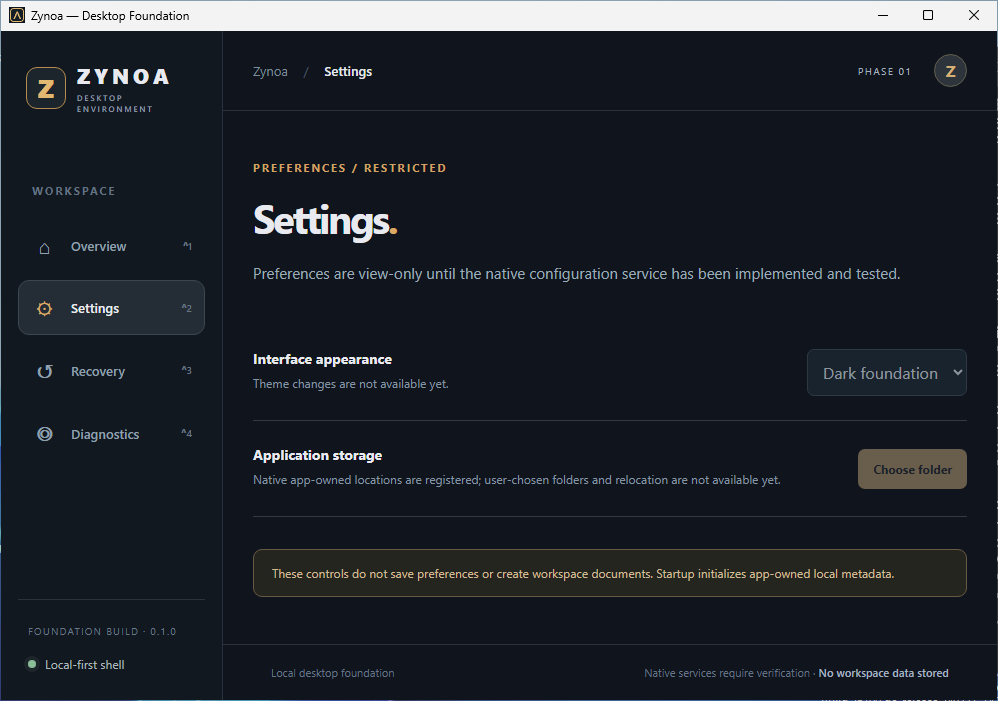 Zynoa — Desktop Foundation
Z
ZYNOA
DESKTOP
ENVIRONMENT
WORKSPACE
Overview ^1
Settings ^2
Recovery ^3
Diagnostics ^4
FOUNDATION BUILD · 0.1.0
Local-first shell
Zynoa / Settings
PHASE 01
Z
PREFERENCES / RESTRICTED
Settings.
Preferences are view-only until the native configuration service has been implemented and tested.
Interface appearance
Theme changes are not available yet.
Dark foundation
Application storage
Native app-owned locations are registered; user-chosen folders and relocation are not available yet.
Choose folder
These controls do not save preferences or create workspace documents. Startup initializes app-owned local metadata.
Local desktop foundation
Native services require verification · No workspace data stored